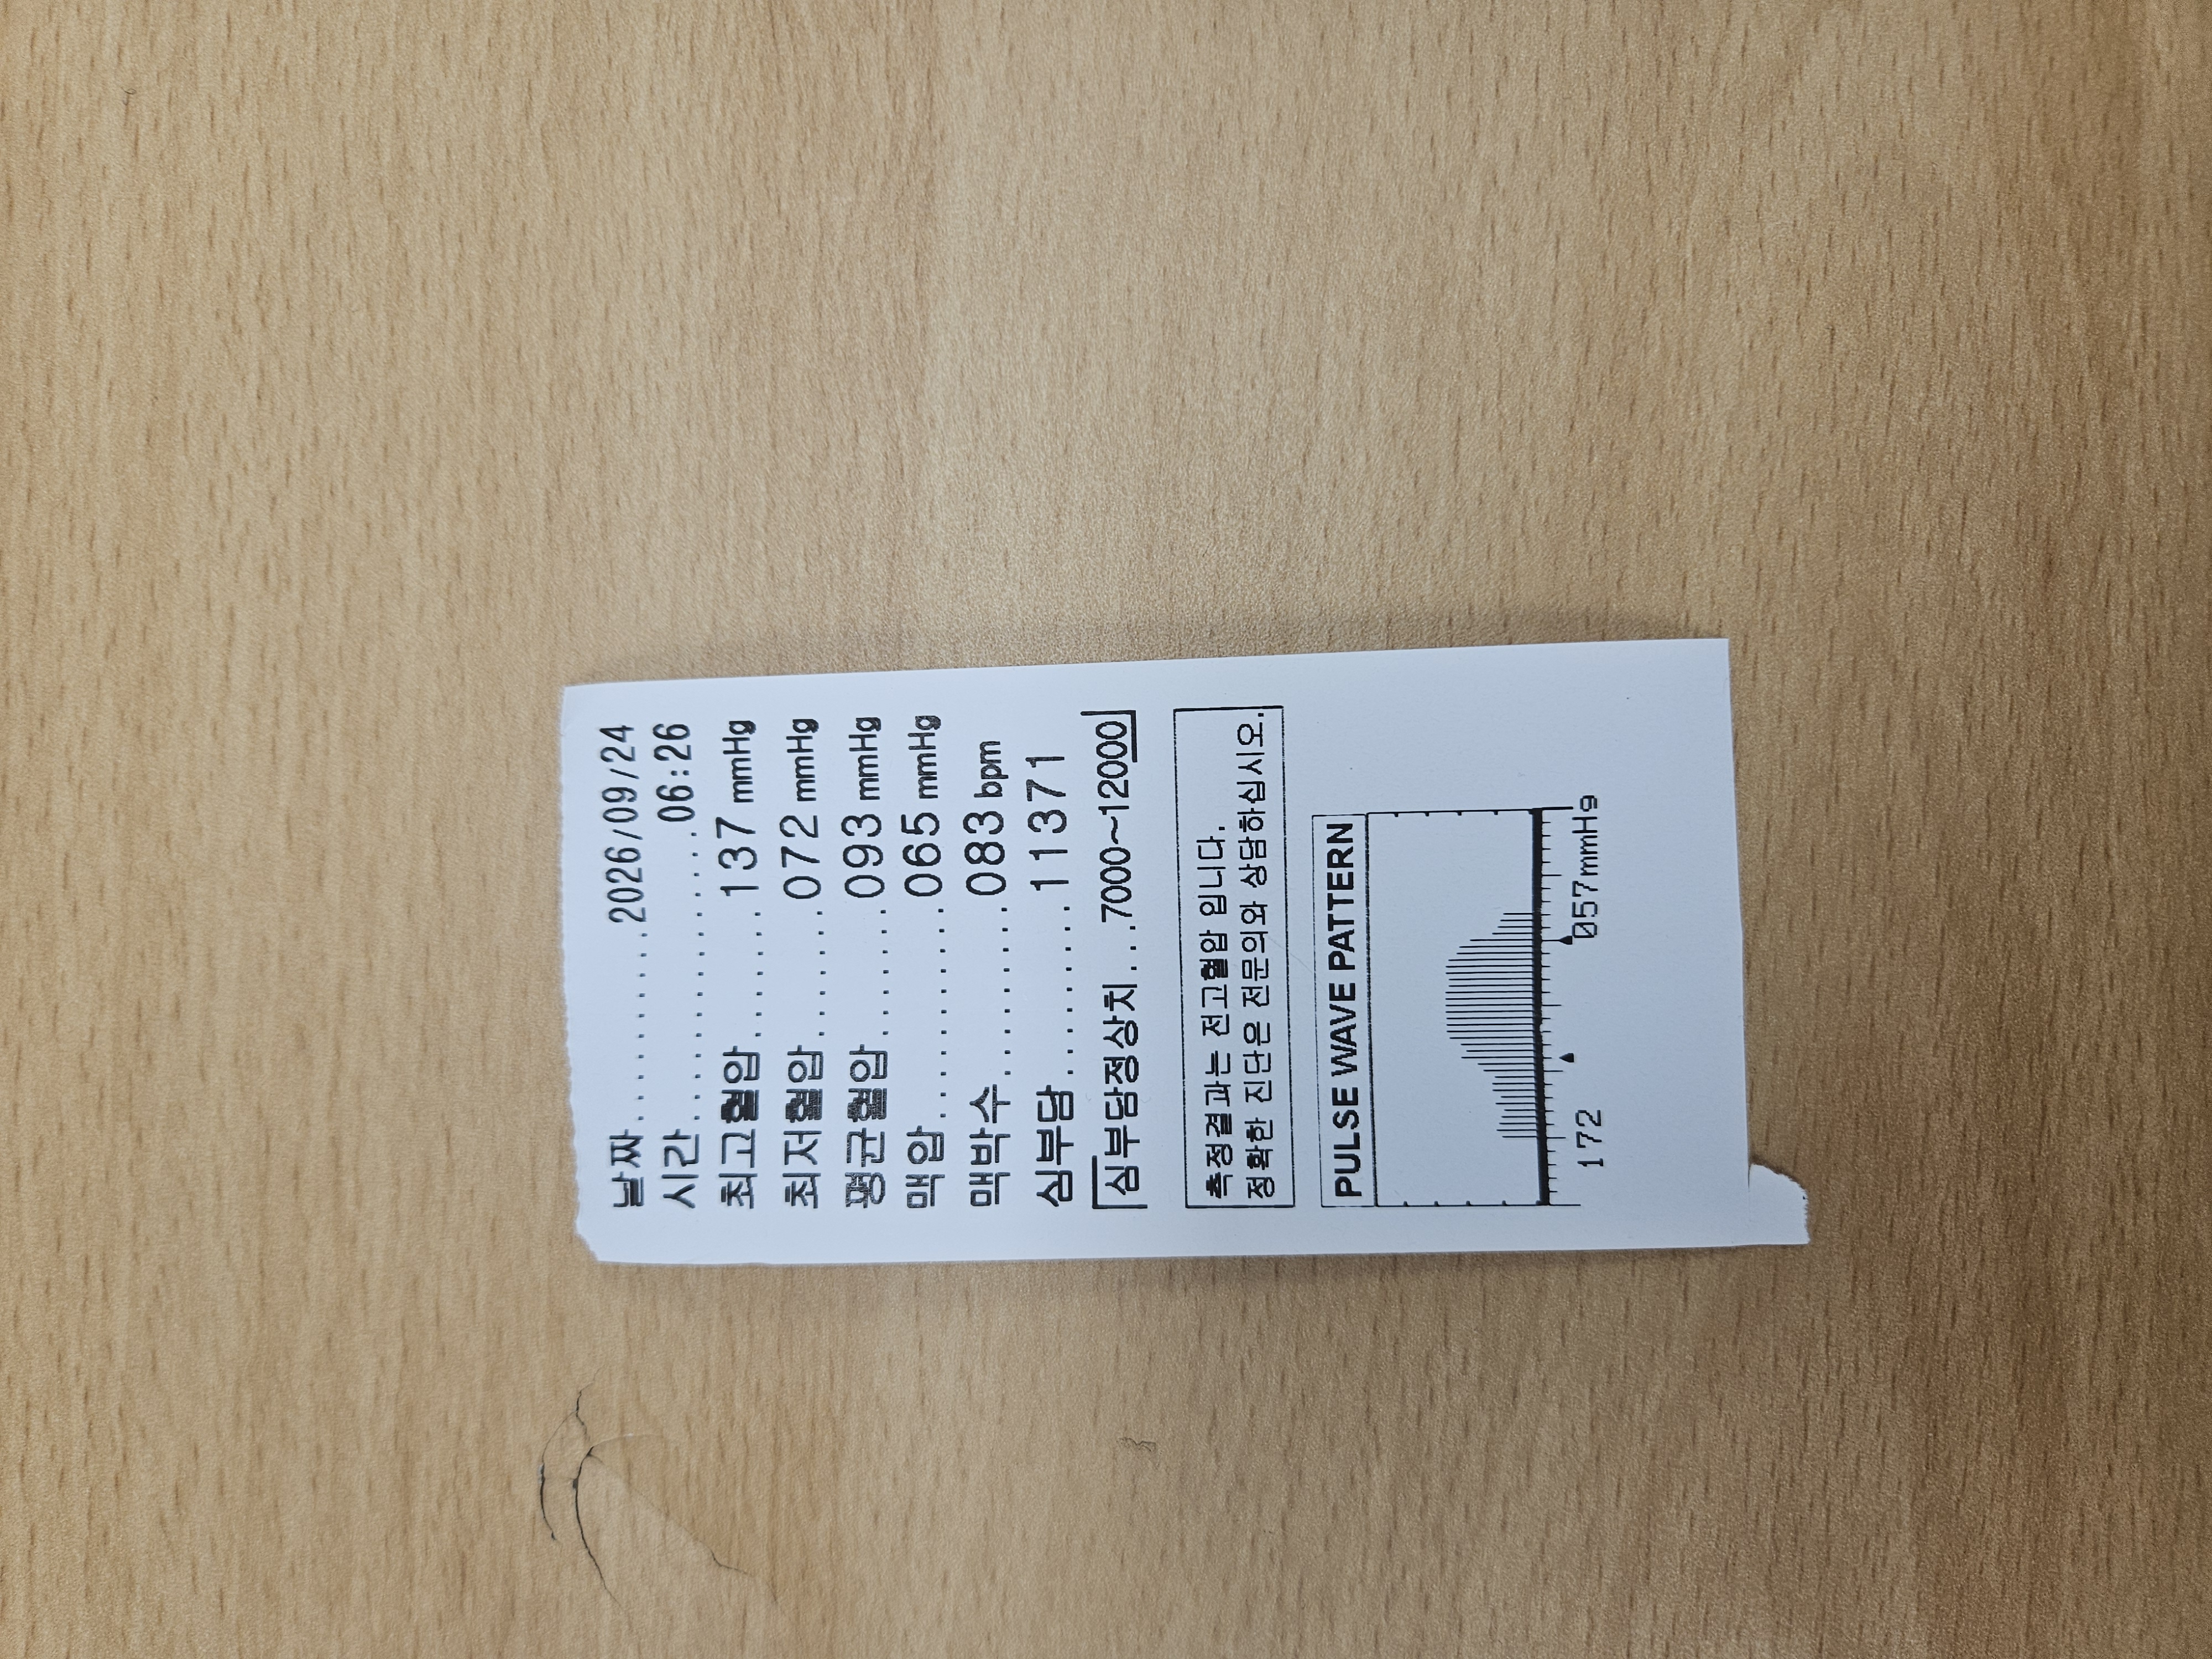 날짜..........2026/09/24
시간................06:26
최고혈압........137 mmHg
최저혈압........072 mmHg
평균혈압........093 mmHg
맥압............065 mmHg
맥박수..........083 bpm
심부담..........11371
심부담정상치...7000~12000
측정결과는 전고혈압 입니다.
정확한 진단은 전문의와 상담하십시오.
PULSE WAVE PATTERN
172 057mmHg